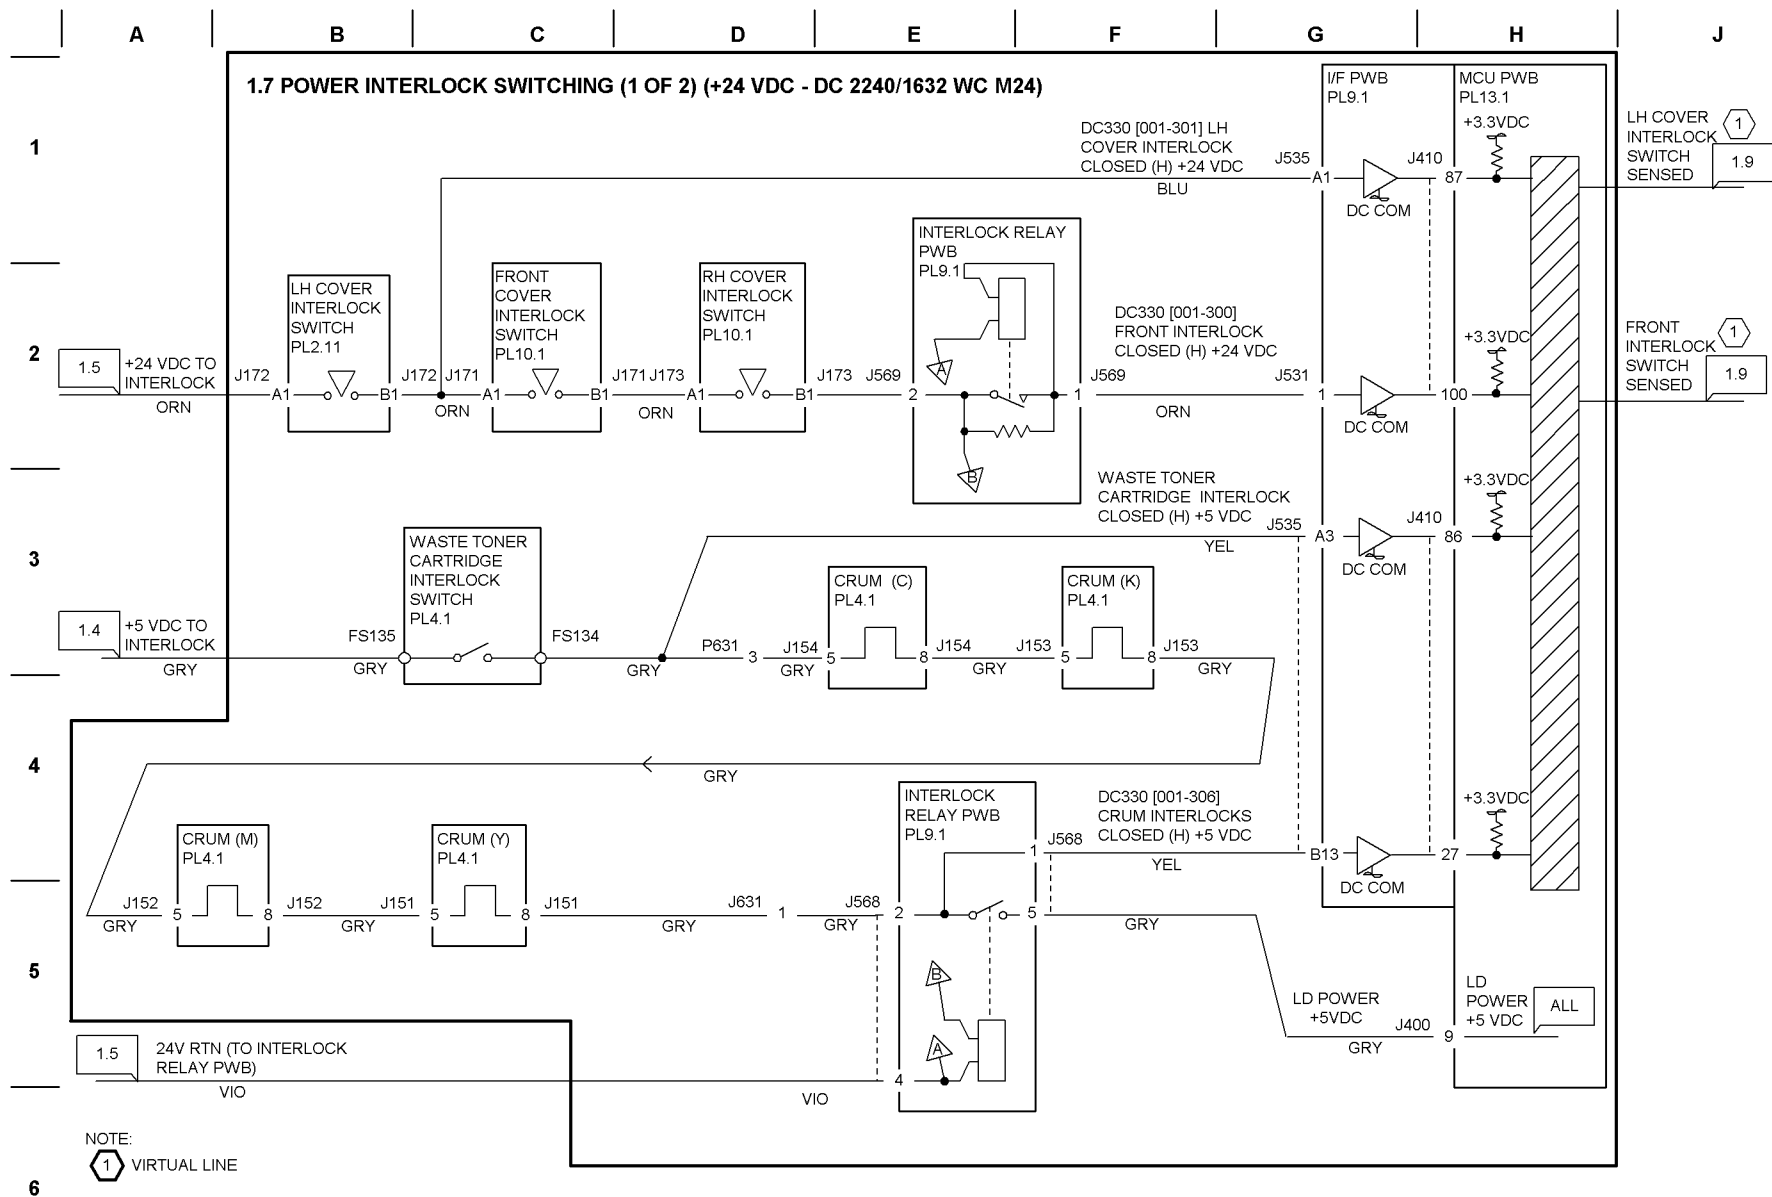 A B C D E F G H J
1.7 POWER INTERLOCK SWITCHING (1 OF 2) (+24 VDC - DC 2240/1632 WC M24)
I/F PWB
PL9.1
MCU PWB
PL13.1
+3.3VDC
1
DC330 [001-301] LH
COVER INTERLOCK
CLOSED (H) +24 VDC
BLU
J535
A1
DC COM
J410
87
LH COVER
INTERLOCK
SWITCH
SENSED
1
1.9
2
1.5
+24 VDC TO
INTERLOCK
ORN
J172
A1
LH COVER
INTERLOCK
SWITCH
PL2.11
B1
J172
J171
ORN
A1
FRONT
COVER
INTERLOCK
SWITCH
PL10.1
B1
J171
J173
ORN
A1
RH COVER
INTERLOCK
SWITCH
PL10.1
B1
J173
J569
2
INTERLOCK RELAY
PWB
PL9.1
A
B
1
J569
DC330 [001-300]
FRONT INTERLOCK
CLOSED (H) +24 VDC
ORN
J531
1
DC COM
100
+3.3VDC
FRONT
INTERLOCK
SWITCH
SENSED
1
1.9
3
WASTE TONER
CARTRIDGE INTERLOCK
CLOSED (H) +5 VDC
YEL
J535
A3
DC COM
J410
86
+3.3VDC
1.4
+5 VDC TO
INTERLOCK
GRY
FS135
GRY
WASTE TONER
CARTRIDGE
INTERLOCK
SWITCH
PL4.1
FS134
GRY
P631
3
J154
GRY
5
CRUM (C)
PL4.1
8
J154
GRY
J153
5
CRUM (K)
PL4.1
8
J153
GRY
4
GRY
CRUM (M)
PL4.1
CRUM (Y)
PL4.1
INTERLOCK
RELAY PWB
PL9.1
1
J568
DC330 [001-306]
CRUM INTERLOCKS
CLOSED (H) +5 VDC
YEL
B13
DC COM
27
+3.3VDC
GRY
J152
5
8
J152
GRY
J151
5
8
J151
GRY
J631
1
J568
GRY
2
5
GRY
5
B
A
4
LD POWER
+5VDC
J400
GRY
9
LD
POWER
+5 VDC
ALL
1.5
24V RTN (TO INTERLOCK
RELAY PWB)
VIO
VIO
NOTE:
1 VIRTUAL LINE
6